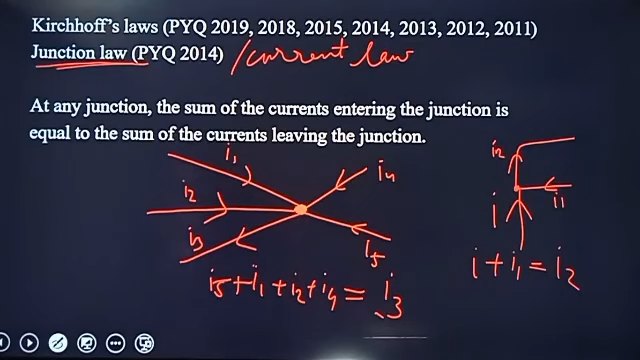 Kirchhoff's laws (PYQ 2019, 2018, 2015, 2014, 2013, 2012, 2011)
Junction law (PYQ 2014) /current law
At any junction, the sum of the currents entering the junction is
equal to the sum of the currents leaving the junction.
i1
i4
i2
i3
i5
i5+i1+i2+i4 = i3
i2
i1
i
i+i1=i2